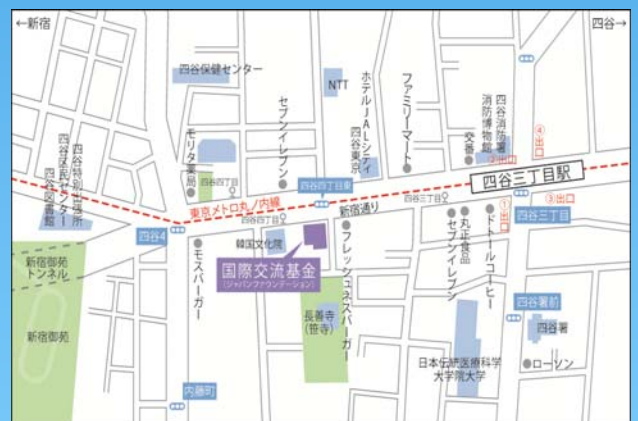 ←新宿
四谷→
四谷保健センター
NTT
ホテルJALシティ
四谷東京
ファミリーマート
交番
四谷消防署
消防博物館
②出口
④出口
四谷特別出張所
四谷区民センター
四谷図書館
モリタ薬局
四谷四丁目
セブンイレブン
四谷四丁目東
四谷三丁目駅
③出口
東京メトロ丸ノ内線
新宿通り
四谷三丁目
①出口
四谷三丁目
四谷四丁目
四谷4
韓国文化院
国際交流基金
(ジャパンファウンデーション)
モスバーガー
フレッシュネスバーガー
丸正食品
セブンイレブン
ドトールコーヒー
新宿御苑
トンネル
新宿御苑
長善寺
(笹寺)
四谷署前
四谷署
日本伝統医療科学
大学院大学
ローソン
内藤町